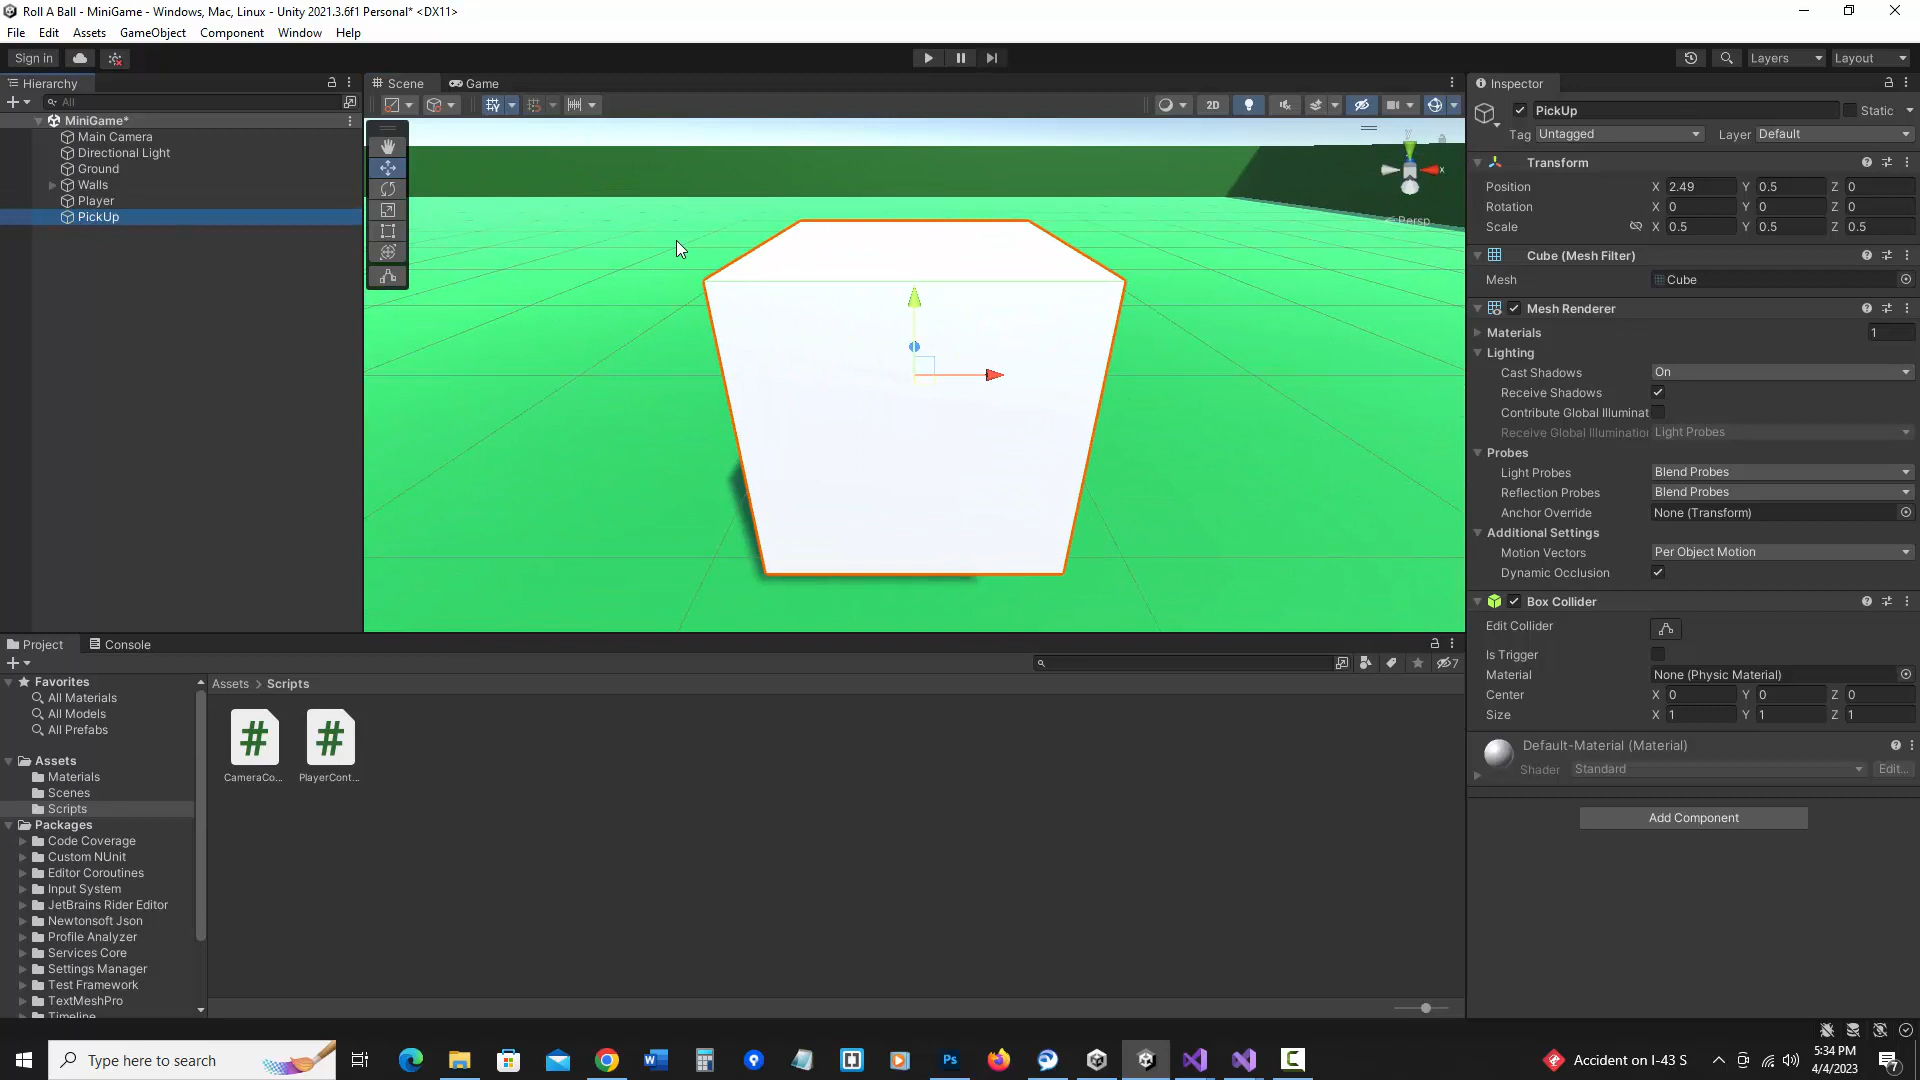 Roll A Ball - MiniGame - Windows, Mac, Linux - Unity 2021.3.6f1 Personal* <DX11>
File Edit Assets GameObject Component Window Help
Sign in
Layers
Layout
Hierarchy
All
MiniGame*
Main Camera
Directional Light
Ground
Walls
Player
PickUp
Scene
Game
2D
y
x
Persp
Inspector
PickUp
Static
Tag Untagged
Layer Default
Transform
Position X 2.49 Y 0.5 Z 0
Rotation X 0 Y 0 Z 0
Scale X 0.5 Y 0.5 Z 0.5
Cube (Mesh Filter)
Mesh Cube
Mesh Renderer
Materials 1
Lighting
Cast Shadows On
Receive Shadows
Contribute Global Illuminat
Receive Global Illumination Light Probes
Probes
Light Probes Blend Probes
Reflection Probes Blend Probes
Anchor Override None (Transform)
Additional Settings
Motion Vectors Per Object Motion
Dynamic Occlusion
Box Collider
Edit Collider
Is Trigger
Material None (Physic Material)
Center X 0 Y 0 Z 0
Size X 1 Y 1 Z 1
Default-Material (Material)
Shader Standard Edit...
Add Component
Project
Console
7
Favorites
All Materials
All Models
All Prefabs
Assets
Materials
Scenes
Scripts
Packages
Code Coverage
Custom NUnit
Editor Coroutines
Input System
JetBrains Rider Editor
Newtonsoft Json
Profile Analyzer
Services Core
Settings Manager
Test Framework
TextMeshPro
Timeline
Assets > Scripts
#
#
CameraCo...
PlayerCont...
Type here to search
Ps
Accident on I-43 S
5:34 PM
4/4/2023
7